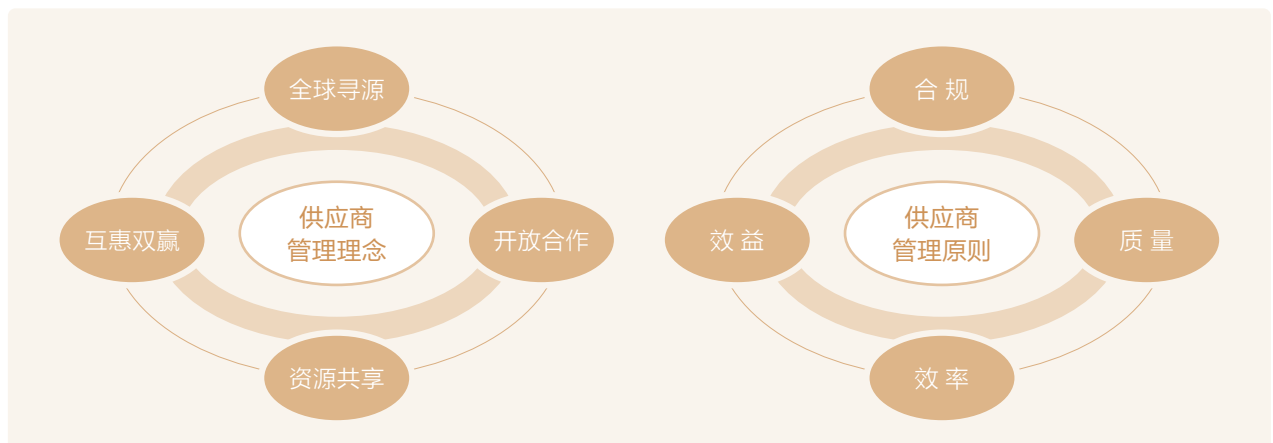 全球寻源
互惠双赢
供应商
管理理念
开放合作
资源共享
合 规
效 益
供应商
管理原则
质 量
效 率